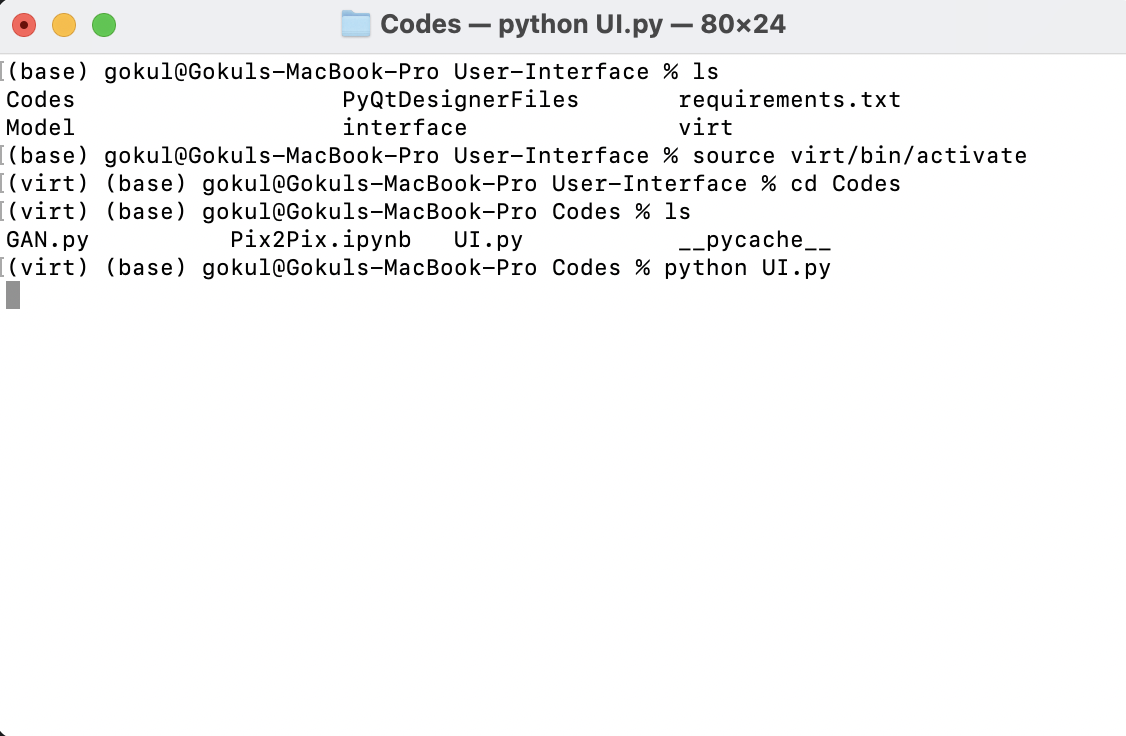 Codes — python UI.py — 80×24
[(base) gokul@Gokuls-MacBook-Pro User-Interface % ls
Codes PyQtDesignerFiles requirements.txt
Model interface virt
[(base) gokul@Gokuls-MacBook-Pro User-Interface % source virt/bin/activate
[(virt) (base) gokul@Gokuls-MacBook-Pro User-Interface % cd Codes
[(virt) (base) gokul@Gokuls-MacBook-Pro Codes % ls
GAN.py Pix2Pix.ipynb UI.py __pycache__
[(virt) (base) gokul@Gokuls-MacBook-Pro Codes % python UI.py